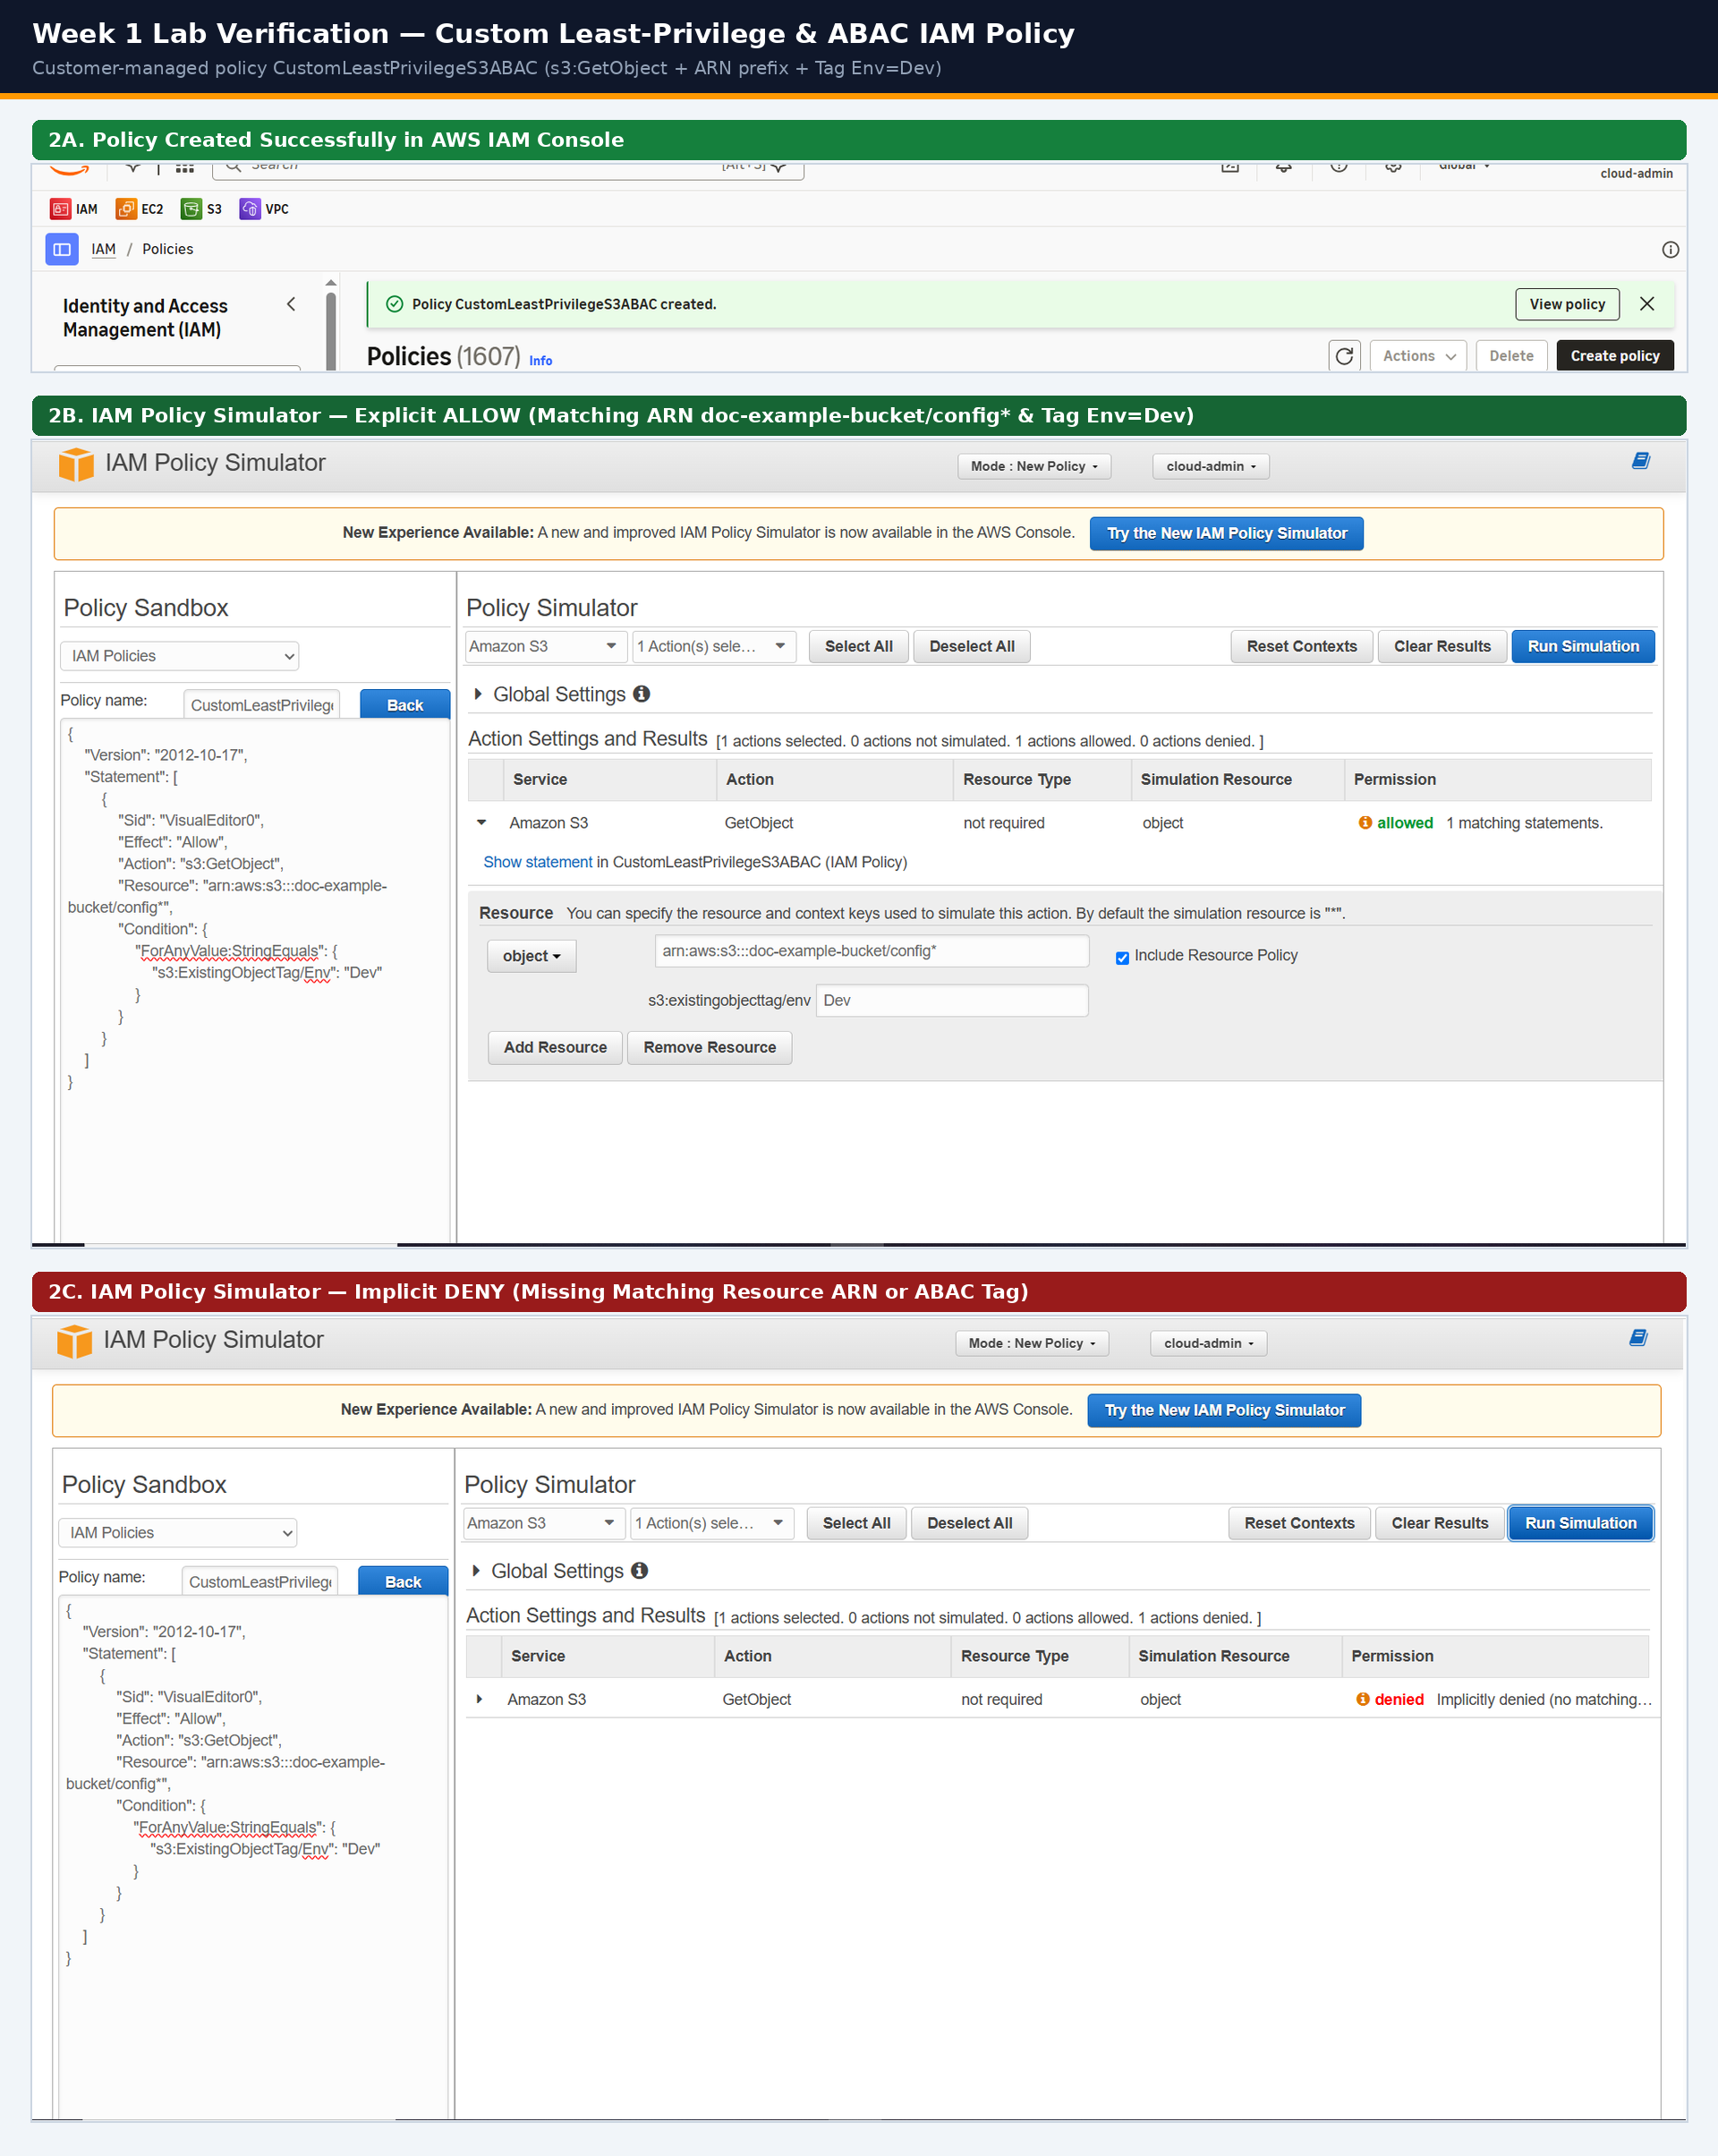 Week 1 Lab Verification — Custom Least-Privilege & ABAC IAM Policy
Customer-managed policy CustomLeastPrivilegeS3ABAC (s3:GetObject + ARN prefix + Tag Env=Dev)
2A. Policy Created Successfully in AWS IAM Console
Search [Alt+S] Global
cloud-admin
IAM EC2 S3 VPC
IAM / Policies
Identity and Access
Management (IAM)
Policy CustomLeastPrivilegeS3ABAC created. View policy
Policies (1607) Info Actions Delete Create policy
2B. IAM Policy Simulator — Explicit ALLOW (Matching ARN doc-example-bucket/config* & Tag Env=Dev)
IAM Policy Simulator Mode : New Policy cloud-admin
New Experience Available: A new and improved IAM Policy Simulator is now available in the AWS Console. Try the New IAM Policy Simulator
Policy Sandbox
IAM Policies
Policy name: CustomLeastPrivileg Back
{
"Version": "2012-10-17",
"Statement": [
{
"Sid": "VisualEditor0",
"Effect": "Allow",
"Action": "s3:GetObject",
"Resource": "arn:aws:s3:::doc-example-
bucket/config*",
"Condition": {
"ForAnyValue:StringEquals": {
"s3:ExistingObjectTag/Env": "Dev"
}
}
}
]
}
Policy Simulator
Amazon S3 1 Action(s) sele... Select All Deselect All Reset Contexts Clear Results Run Simulation
Global Settings
Action Settings and Results [1 actions selected. 0 actions not simulated. 1 actions allowed. 0 actions denied. ]
Service Action Resource Type Simulation Resource Permission
Amazon S3 GetObject not required object allowed 1 matching statements.
Show statement in CustomLeastPrivilegeS3ABAC (IAM Policy)
Resource You can specify the resource and context keys used to simulate this action. By default the simulation resource is "*".
object arn:aws:s3:::doc-example-bucket/config* Include Resource Policy
s3:existingobjecttag/env Dev
Add Resource Remove Resource
2C. IAM Policy Simulator — Implicit DENY (Missing Matching Resource ARN or ABAC Tag)
IAM Policy Simulator Mode : New Policy cloud-admin
New Experience Available: A new and improved IAM Policy Simulator is now available in the AWS Console. Try the New IAM Policy Simulator
Policy Sandbox
IAM Policies
Policy name: CustomLeastPrivileg Back
{
"Version": "2012-10-17",
"Statement": [
{
"Sid": "VisualEditor0",
"Effect": "Allow",
"Action": "s3:GetObject",
"Resource": "arn:aws:s3:::doc-example-
bucket/config*",
"Condition": {
"ForAnyValue:StringEquals": {
"s3:ExistingObjectTag/Env": "Dev"
}
}
}
]
}
Policy Simulator
Amazon S3 1 Action(s) sele... Select All Deselect All Reset Contexts Clear Results Run Simulation
Global Settings
Action Settings and Results [1 actions selected. 0 actions not simulated. 0 actions allowed. 1 actions denied. ]
Service Action Resource Type Simulation Resource Permission
Amazon S3 GetObject not required object denied Implicitly denied (no matching...